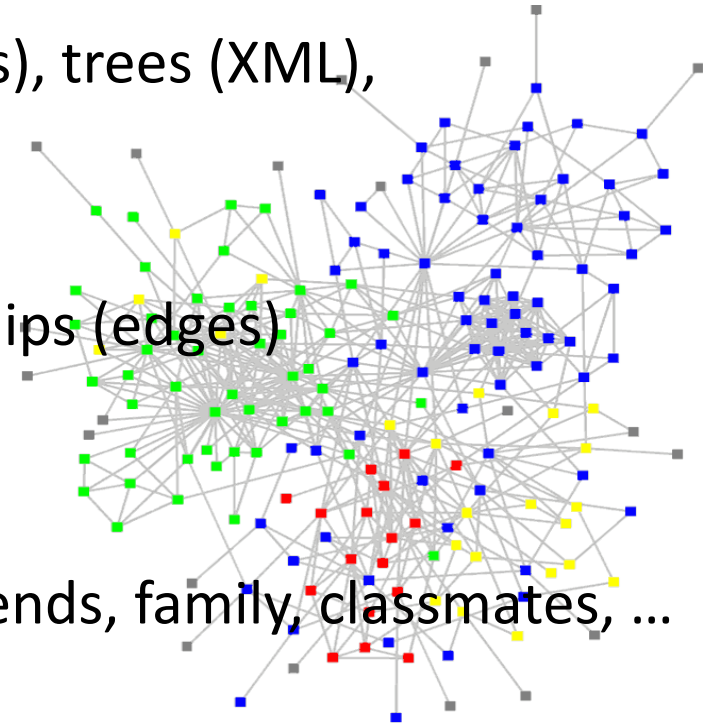 s), trees (XML),
ips (edges)
ends, family, classmates, ...